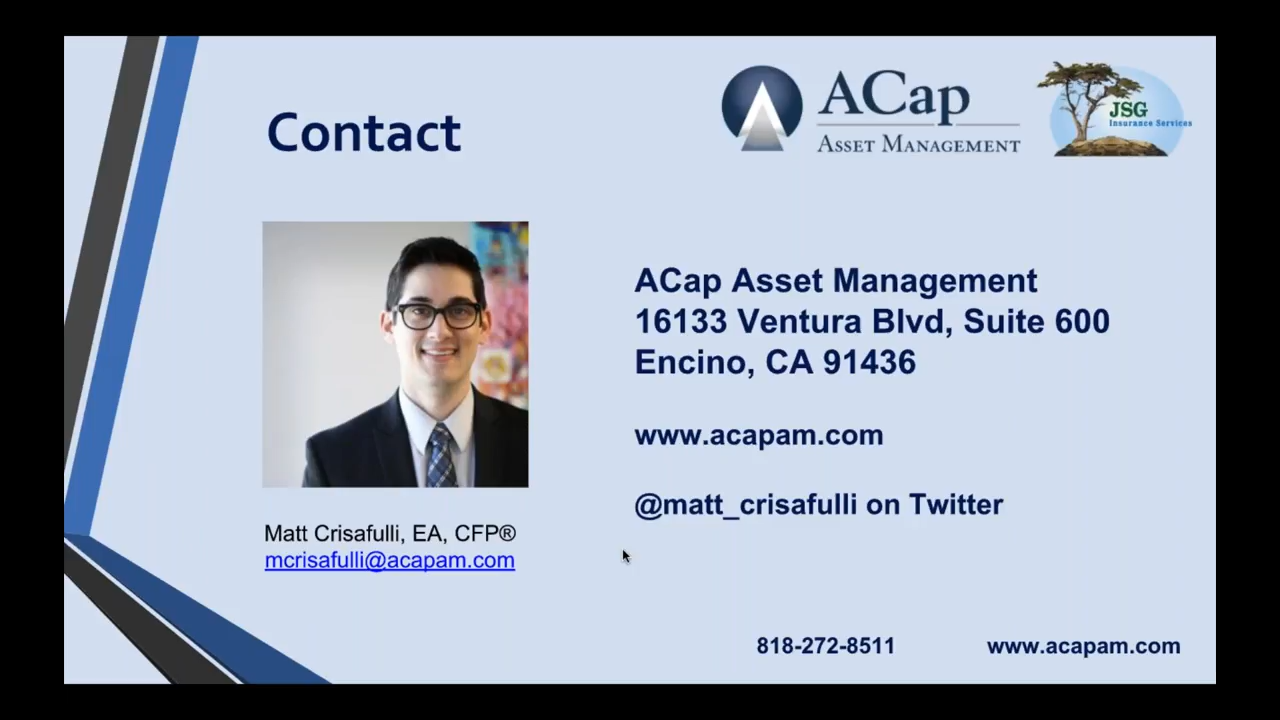 Contact
ACap
ASSET MANAGEMENT
JSG
Insurance Services
ACap Asset Management
16133 Ventura Blvd, Suite 600
Encino, CA 91436
www.acapam.com
@matt_crisafulli on Twitter
Matt Crisafulli, EA, CFP®
mcrisafulli@acapam.com
818-272-8511
www.acapam.com